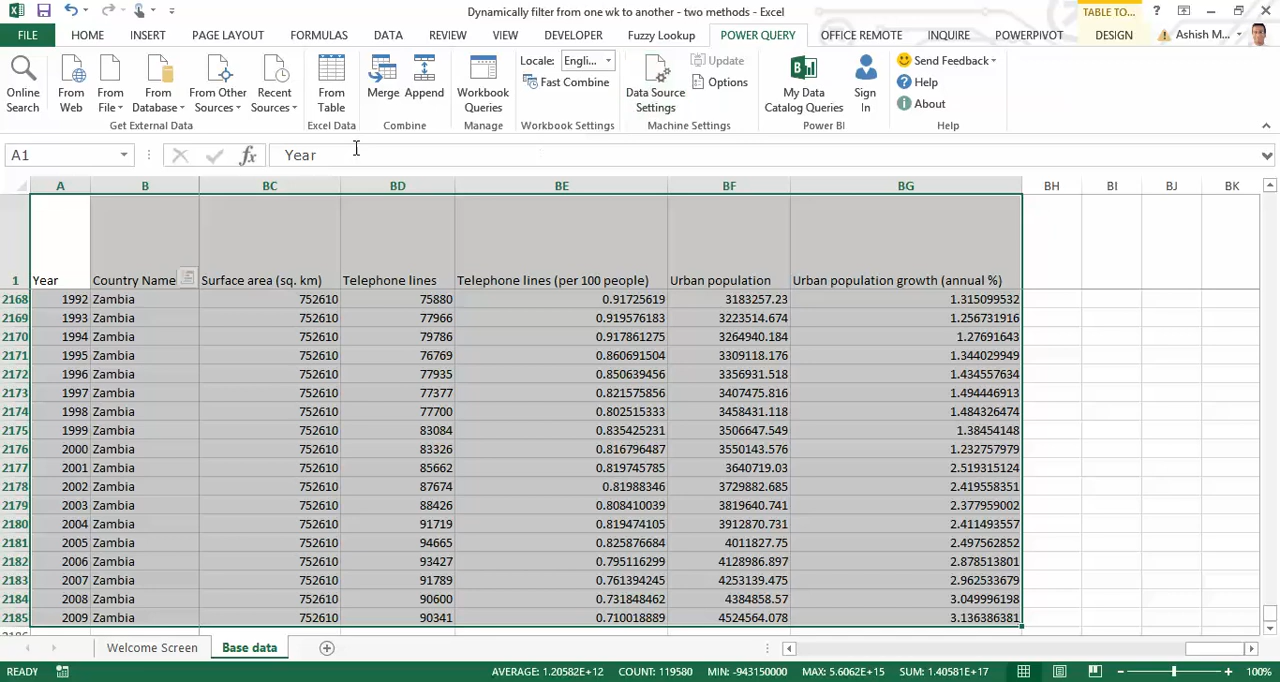 Dynamically filter from one wk to another - two methods - Excel
TABLE TO...
FILE HOME INSERT PAGE LAYOUT FORMULAS DATA REVIEW VIEW DEVELOPER Fuzzy Lookup POWER QUERY OFFICE REMOTE INQUIRE POWERPIVOT DESIGN Ashish M...
Online Search
From Web
From File
From Database
From Other Sources
Recent Sources
From Table
Merge
Append
Workbook Queries
Locale: Engli...
Fast Combine
Data Source Settings
Update
Options
My Data Catalog Queries
Sign In
Send Feedback
Help
About
Get External Data Excel Data Combine Manage Workbook Settings Machine Settings Power BI Help
A1 fx Year
A B BC BD BE BF BG BH BI BJ BK
1 Year Country Name Surface area (sq. km) Telephone lines Telephone lines (per 100 people) Urban population Urban population growth (annual %)
2168 1992 Zambia 752610 75880 0.91725619 3183257.23 1.315099532
2169 1993 Zambia 752610 77966 0.919576183 3223514.674 1.256731916
2170 1994 Zambia 752610 79786 0.917861275 3264940.184 1.27691643
2171 1995 Zambia 752610 76769 0.860691504 3309118.176 1.344029949
2172 1996 Zambia 752610 77935 0.850639456 3356931.518 1.434557634
2173 1997 Zambia 752610 77377 0.821575856 3407475.816 1.494446913
2174 1998 Zambia 752610 77700 0.802515333 3458431.118 1.484326474
2175 1999 Zambia 752610 83084 0.835425231 3506647.549 1.38454148
2176 2000 Zambia 752610 83326 0.816796487 3550143.576 1.232757979
2177 2001 Zambia 752610 85662 0.819745785 3640719.03 2.519315124
2178 2002 Zambia 752610 87674 0.81988346 3729882.685 2.419558351
2179 2003 Zambia 752610 88426 0.808410039 3819640.741 2.377959002
2180 2004 Zambia 752610 91719 0.819474105 3912870.731 2.411493557
2181 2005 Zambia 752610 94665 0.825876684 4011827.75 2.497562852
2182 2006 Zambia 752610 93427 0.795116299 4128986.897 2.878513801
2183 2007 Zambia 752610 91789 0.761394245 4253139.475 2.962533679
2184 2008 Zambia 752610 90600 0.731848462 4384858.57 3.049996198
2185 2009 Zambia 752610 90341 0.710018889 4524564.078 3.136386381
Welcome Screen Base data
READY AVERAGE: 1.20582E+12 COUNT: 119580 MIN: -943150000 MAX: 5.6062E+15 SUM: 1.40581E+17 100%